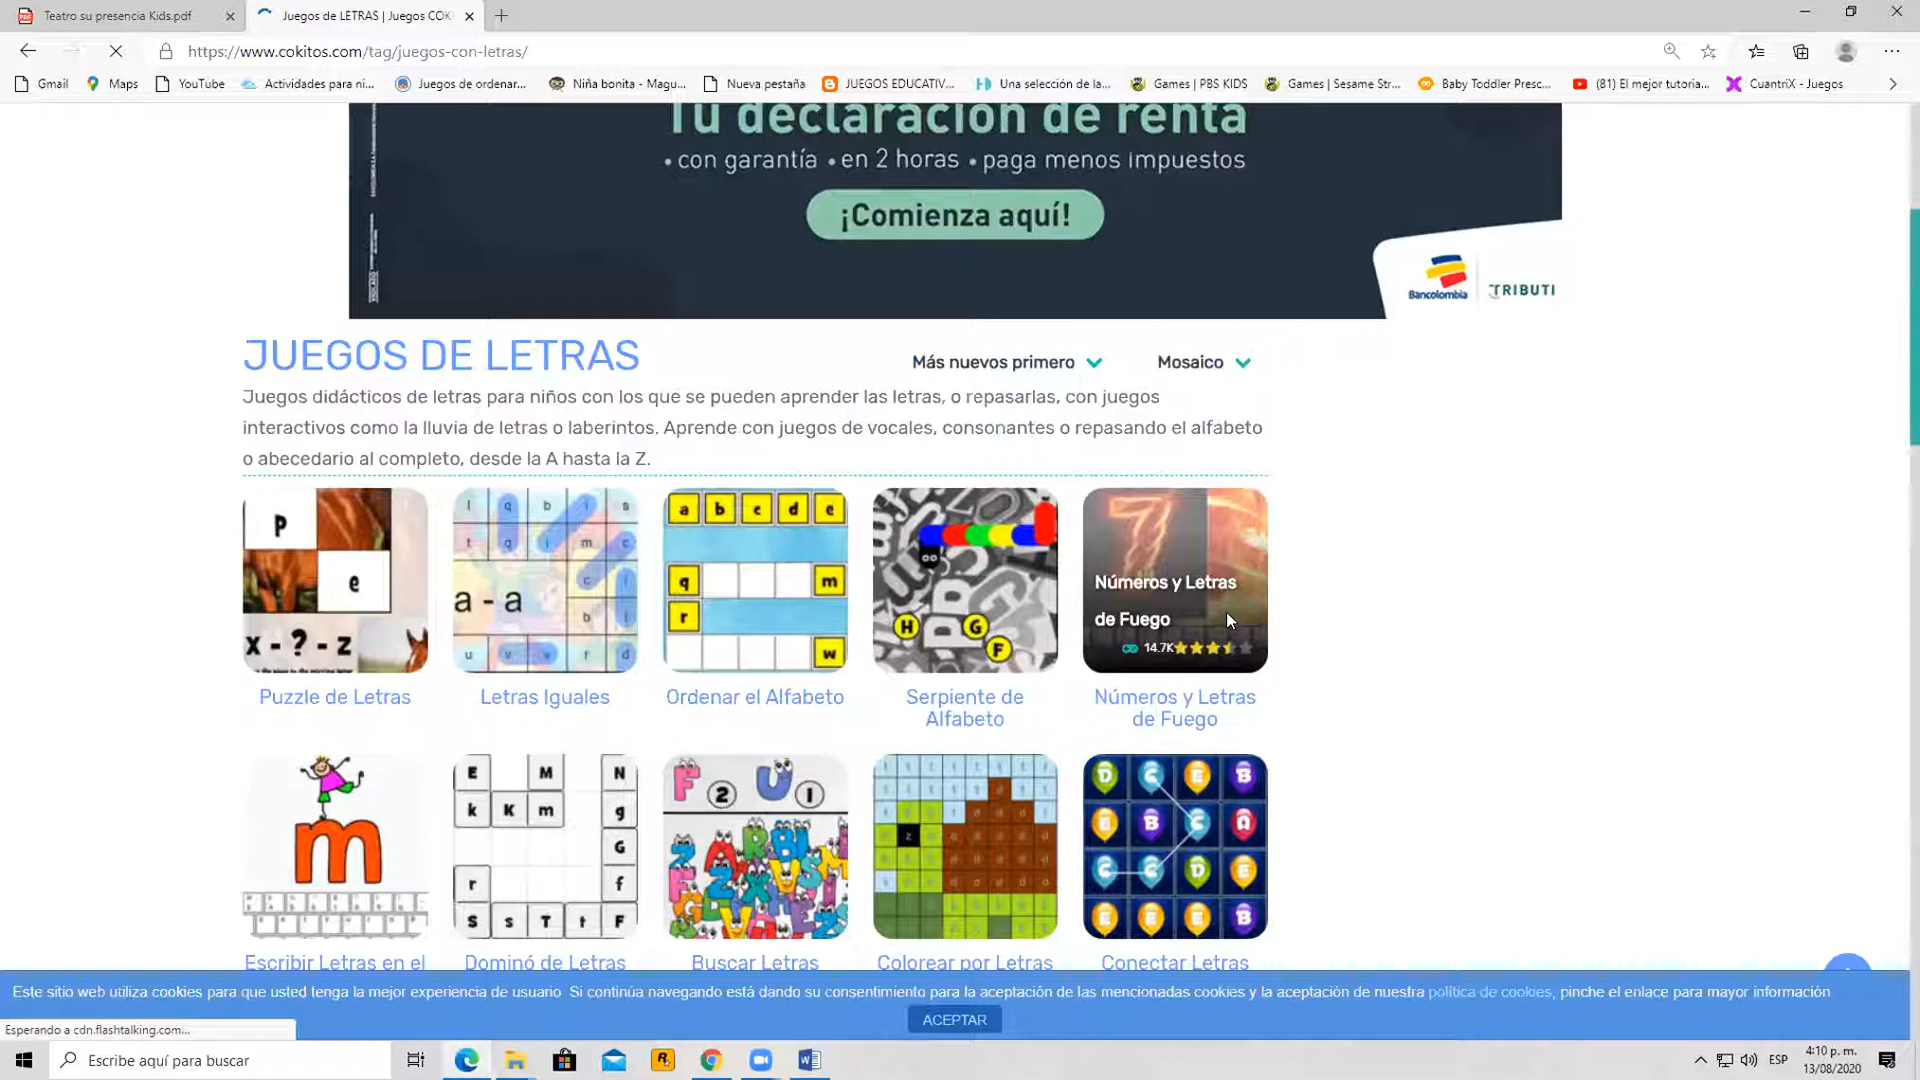 Teatro su presencia Kids.pdf
Juegos de LETRAS | Juegos COKI
https://www.cokitos.com/tag/juegos-con-letras/
Gmail
Maps
YouTube
Actividades para ni...
Juegos de ordenar...
Niña bonita - Magu...
Nueva pestaña
JUEGOS EDUCATIV...
Una selección de la...
Games | PBS KIDS
Games | Sesame Str...
Baby Toddler Presc...
(81) El mejor tutoria...
CuantriX - Juegos
Tu declaración de renta
• con garantía • en 2 horas • paga menos impuestos
¡Comienza aquí!
Bancolombia
TRIBUTI
JUEGOS DE LETRAS
Más nuevos primero
Mosaico
Juegos didácticos de letras para niños con los que se pueden aprender las letras, o repasarlas, con juegos
interactivos como la lluvia de letras o laberintos. Aprende con juegos de vocales, consonantes o repasando el alfabeto
o abecedario al completo, desde la A hasta la Z.
p
e
x - ? - z
a - a
a b c d e
q m
r
w
H G
F
7
Números y Letras
de Fuego
14.7K
Puzzle de Letras
Letras Iguales
Ordenar el Alfabeto
Serpiente de
Alfabeto
Números y Letras
de Fuego
m
E M N
k K m g
G
r f
S s T t F
F 2 U 1
z
D C E B
E B C A
C C D E
E E E B
Escribir Letras en el
Dominó de Letras
Buscar Letras
Colorear por Letras
Conectar Letras
Este sitio web utiliza cookies para que usted tenga la mejor experiencia de usuario Si continúa navegando está dando su consentimiento para la aceptación de las mencionadas cookies y la aceptación de nuestra política de cookies, pinche el enlace para mayor información
ACEPTAR
Esperando a cdn.flashtalking.com...
Escribe aquí para buscar
ESP
4:10 p. m.
13/08/2020